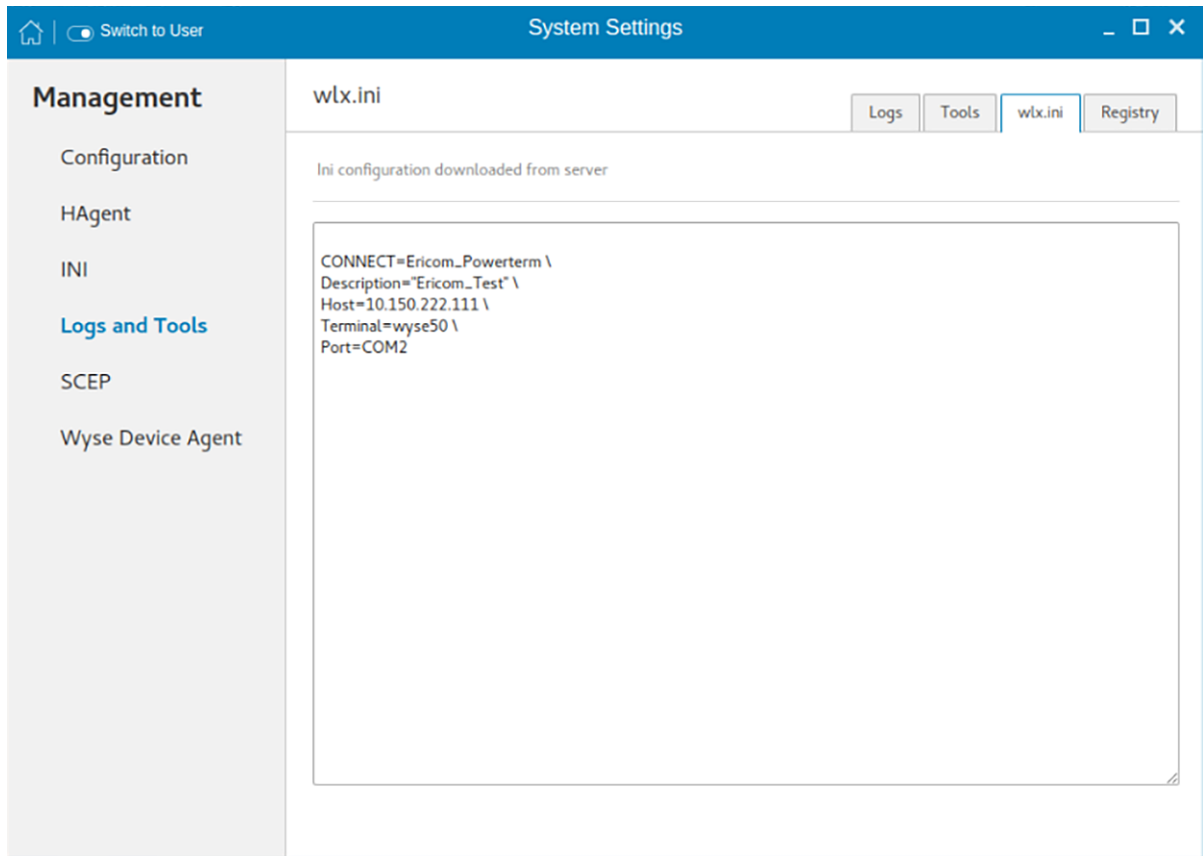 Switch to User
System Settings
Management
Configuration
HAgent
INI
Logs and Tools
SCEP
Wyse Device Agent
wlx.ini
Logs
Tools
wlx.ini
Registry
Ini configuration downloaded from server
CONNECT=Ericom_Powerterm \
Description="Ericom_Test" \
Host=10.150.222.111 \
Terminal=wyse50 \
Port=COM2